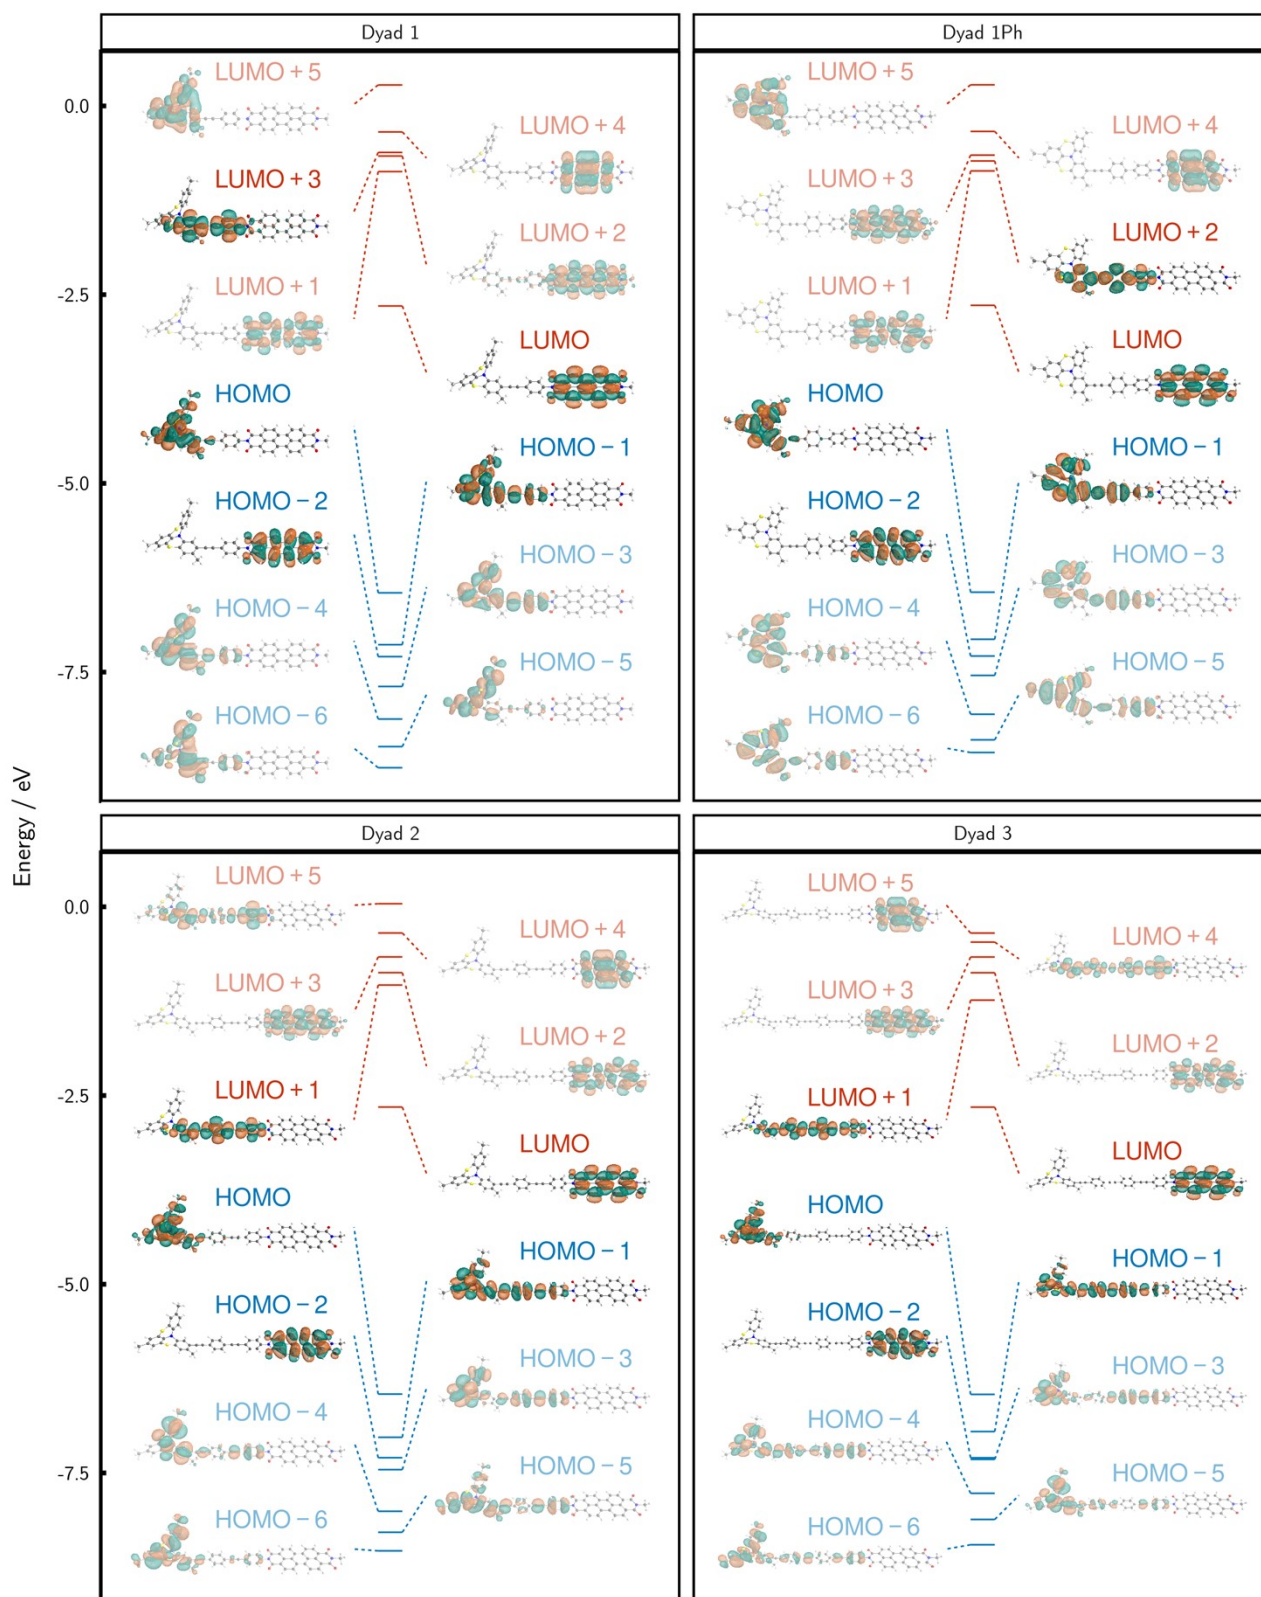 Energy / eV
Dyad 1
0.0
-2.5
-5.0
-7.5
LUMO + 5
LUMO + 4
LUMO + 3
LUMO + 2
LUMO + 1
LUMO
HOMO
HOMO − 1
HOMO − 2
HOMO − 3
HOMO − 4
HOMO − 5
HOMO − 6
Dyad 1Ph
LUMO + 5
LUMO + 4
LUMO + 3
LUMO + 2
LUMO + 1
LUMO
HOMO
HOMO − 1
HOMO − 2
HOMO − 3
HOMO − 4
HOMO − 5
HOMO − 6
Dyad 2
0.0
-2.5
-5.0
-7.5
LUMO + 5
LUMO + 4
LUMO + 3
LUMO + 2
LUMO + 1
LUMO
HOMO
HOMO − 1
HOMO − 2
HOMO − 3
HOMO − 4
HOMO − 5
HOMO − 6
Dyad 3
LUMO + 5
LUMO + 4
LUMO + 3
LUMO + 2
LUMO + 1
LUMO
HOMO
HOMO − 1
HOMO − 2
HOMO − 3
HOMO − 4
HOMO − 5
HOMO − 6